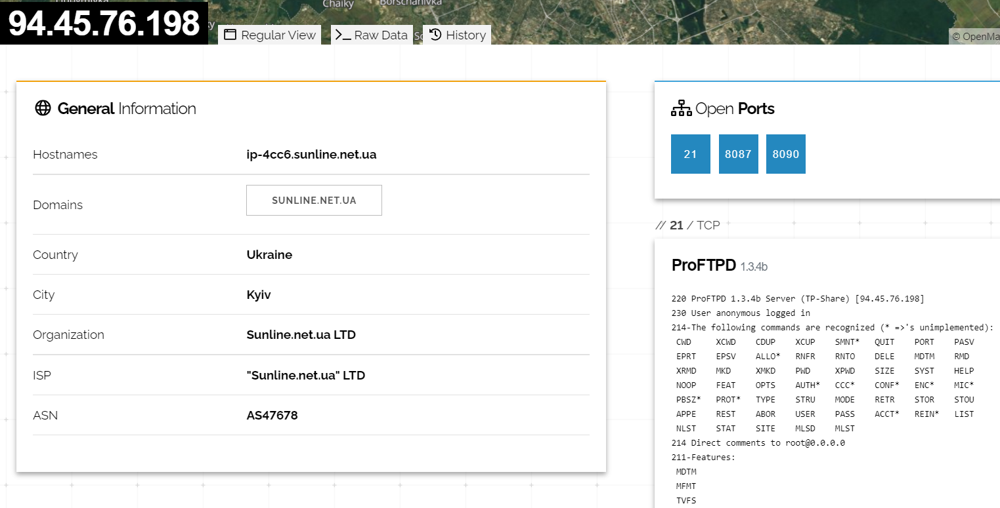 Chaiky
Borschahivka
94.45.76.198
Regular View
Raw Data
History
© OpenMa
General Information
Hostnames ip-4cc6.sunline.net.ua
Domains SUNLINE.NET.UA
Country Ukraine
City Kyiv
Organization Sunline.net.ua LTD
ISP "Sunline.net.ua" LTD
ASN AS47678
Open Ports
21 8087 8090
// 21 / TCP
ProFTPD 1.3.4b
220 ProFTPD 1.3.4b Server (TP-Share) [94.45.76.198]
230 User anonymous logged in
214-The following commands are recognized (* =>'s unimplemented):
CWD XCWD CDUP XCUP SMNT* QUIT PORT PASV
EPRT EPSV ALLO* RNFR RNTO DELE MDTM RMD
XRMD MKD XMKD PWD XPWD SIZE SYST HELP
NOOP FEAT OPTS AUTH* CCC* CONF* ENC* MIC*
PBSZ* PROT* TYPE STRU MODE RETR STOR STOU
APPE REST ABOR USER PASS ACCT* REIN* LIST
NLST STAT SITE MLSD MLST
214 Direct comments to root@0.0.0.0
211-Features:
MDTM
MFMT
TVFS